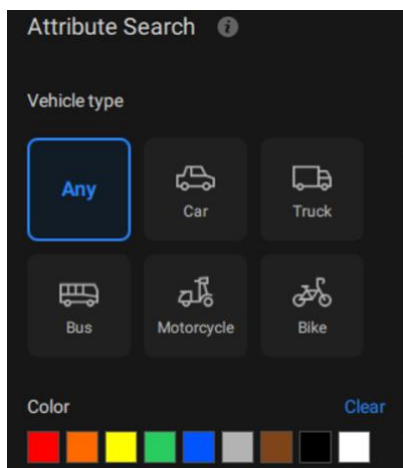 Attribute Search
Vehicle type
Any
Car
Truck
Bus
Motorcycle
Bike
Color
Clear